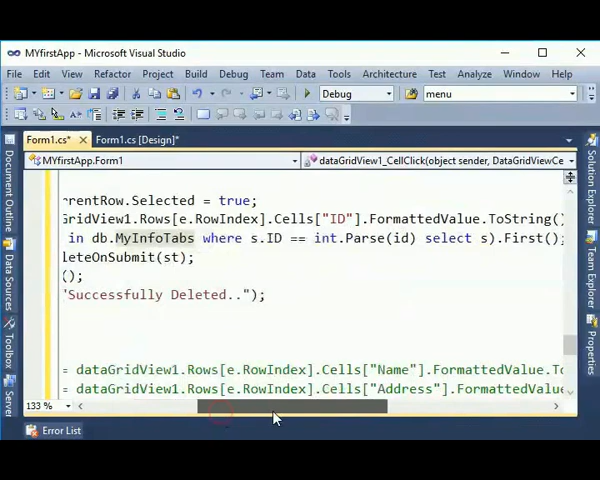 MYfirstApp - Microsoft Visual Studio
File Edit View Refactor Project Build Debug Team Data Tools Architecture Test Analyze Window Help
Debug menu
Form1.cs* Form1.cs [Design]*
MYfirstApp.Form1 dataGridView1_CellClick(object sender, DataGridViewCe
Document Outline
Data Sources
Toolbox
Server
Solution Explorer
Team Explorer
Properties
rrentRow.Selected = true;
GridView1.Rows[e.RowIndex].Cells["ID"].FormattedValue.ToString()
in db.MyInfoTabs where s.ID == int.Parse(id) select s).First();
leteOnSubmit(st);
();
"Successfully Deleted..");
= dataGridView1.Rows[e.RowIndex].Cells["Name"].FormattedValue.To
= dataGridView1.Rows[e.RowIndex].Cells["Address"].FormattedValue
133 %
Error List